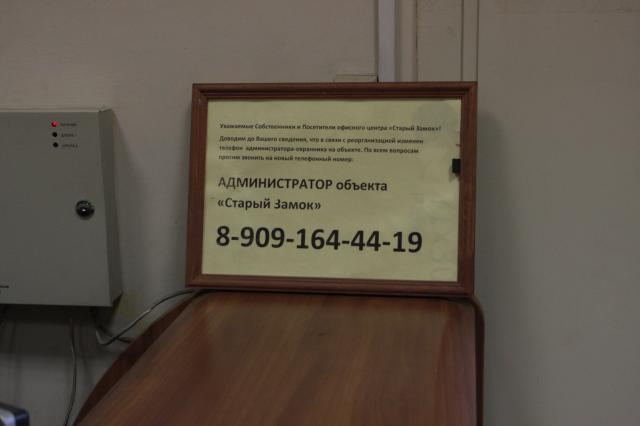 Уважаемые Собственники и Посетители офисного центра «Старый Замок»!
Доводим до Вашего сведения, что в связи с реорганизацией изменен
телефон администратора-охранника на объекте. По всем вопросам
просим звонить на новый телефонный номер:
АДМИНИСТРАТОР объекта
«Старый Замок»
8-909-164-44-19